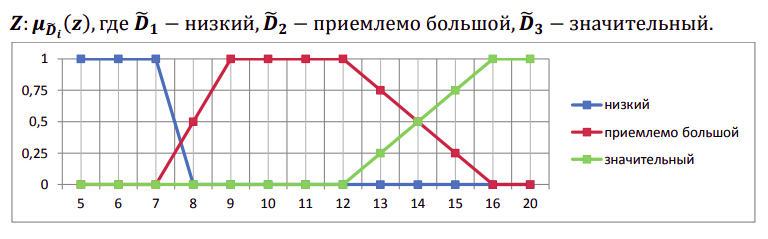 Z: μ_D̃ᵢ(z), где D̃₁ − низкий, D̃₂ − приемлемо большой, D̃₃ − значительный.
1
0,75
0,5
0,25
0
5 6 7 8 9 10 11 12 13 14 15 16 20
низкий
приемлемо большой
значительный